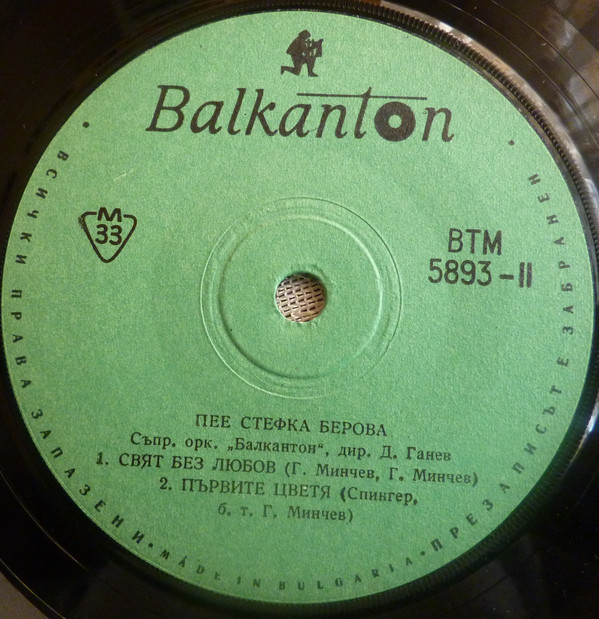 Balkanton
M
33
ВТМ
5893-II
ПЕЕ СТЕФКА БЕРОВА
Съпр. орк. „Балкантон“, дир. Д. Ганев
1. СВЯТ БЕЗ ЛЮБОВ (Г. Минчев, Г. Минчев)
2. ПЪРВИТЕ ЦВЕТЯ (Спингер,
б. т. Г. Минчев)
• ВСИЧКИ ПРАВА ЗАПАЗЕНИ • MADE IN BULGARIA • ПРЕЗАПИСЪТ Е ЗАБРАНЕН •